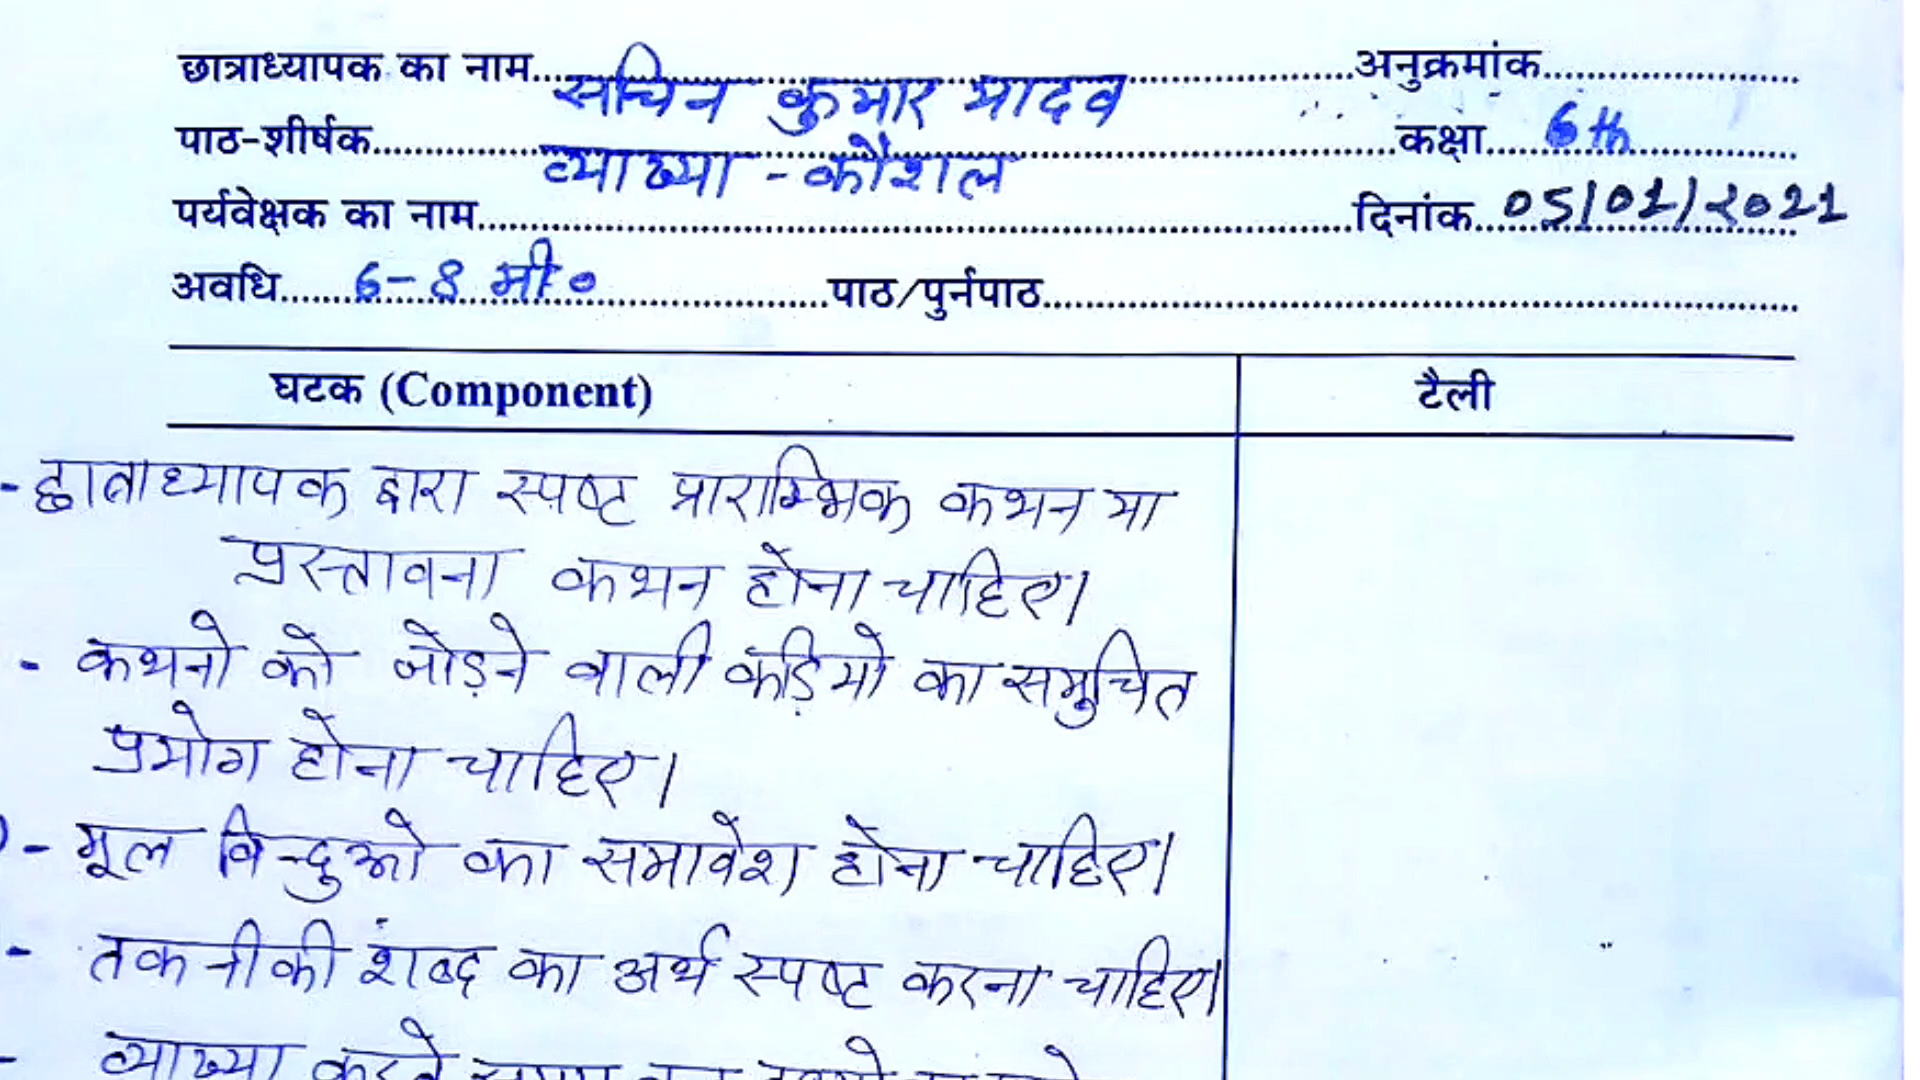 छात्राध्यापक का नाम सचिन कुमार यादव अनुक्रमांक
पाठ-शीर्षक व्याख्या - कौशल कक्षा 6th
पर्यवेक्षक का नाम दिनांक 05/01/2021
अवधि 6-8 मी० पाठ/पुर्नपाठ
घटक (Component) टैली
- छात्राध्यापक द्वारा स्पष्ट प्रारम्भिक कथन या
प्रस्तावना कथन होना चाहिए।
- कथनो को जोड़ने वाली कड़ियो का समुचित
प्रयोग होना चाहिए।
- मूल विन्दुओ का समावेश होना चाहिए।
- तकनीकी शंब्द का अर्थ स्पष्ट करना चाहिए।
- व्याख्या करते समय